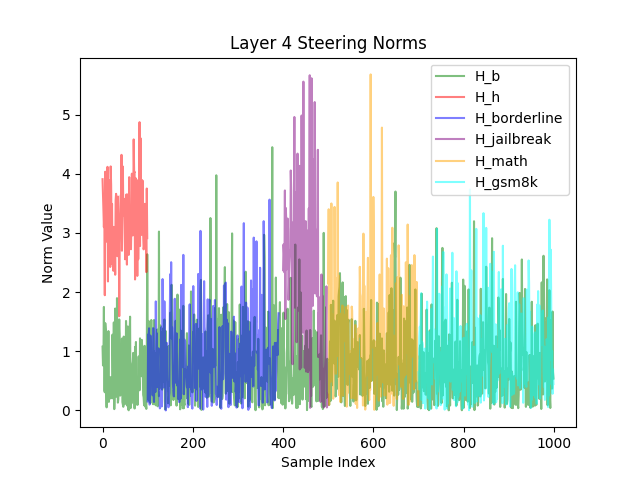 Layer 4 Steering Norms
H_b
H_h
H_borderline
H_jailbreak
H_math
H_gsm8k
Norm Value
5
4
3
2
1
0
0
200
400
600
800
1000
Sample Index